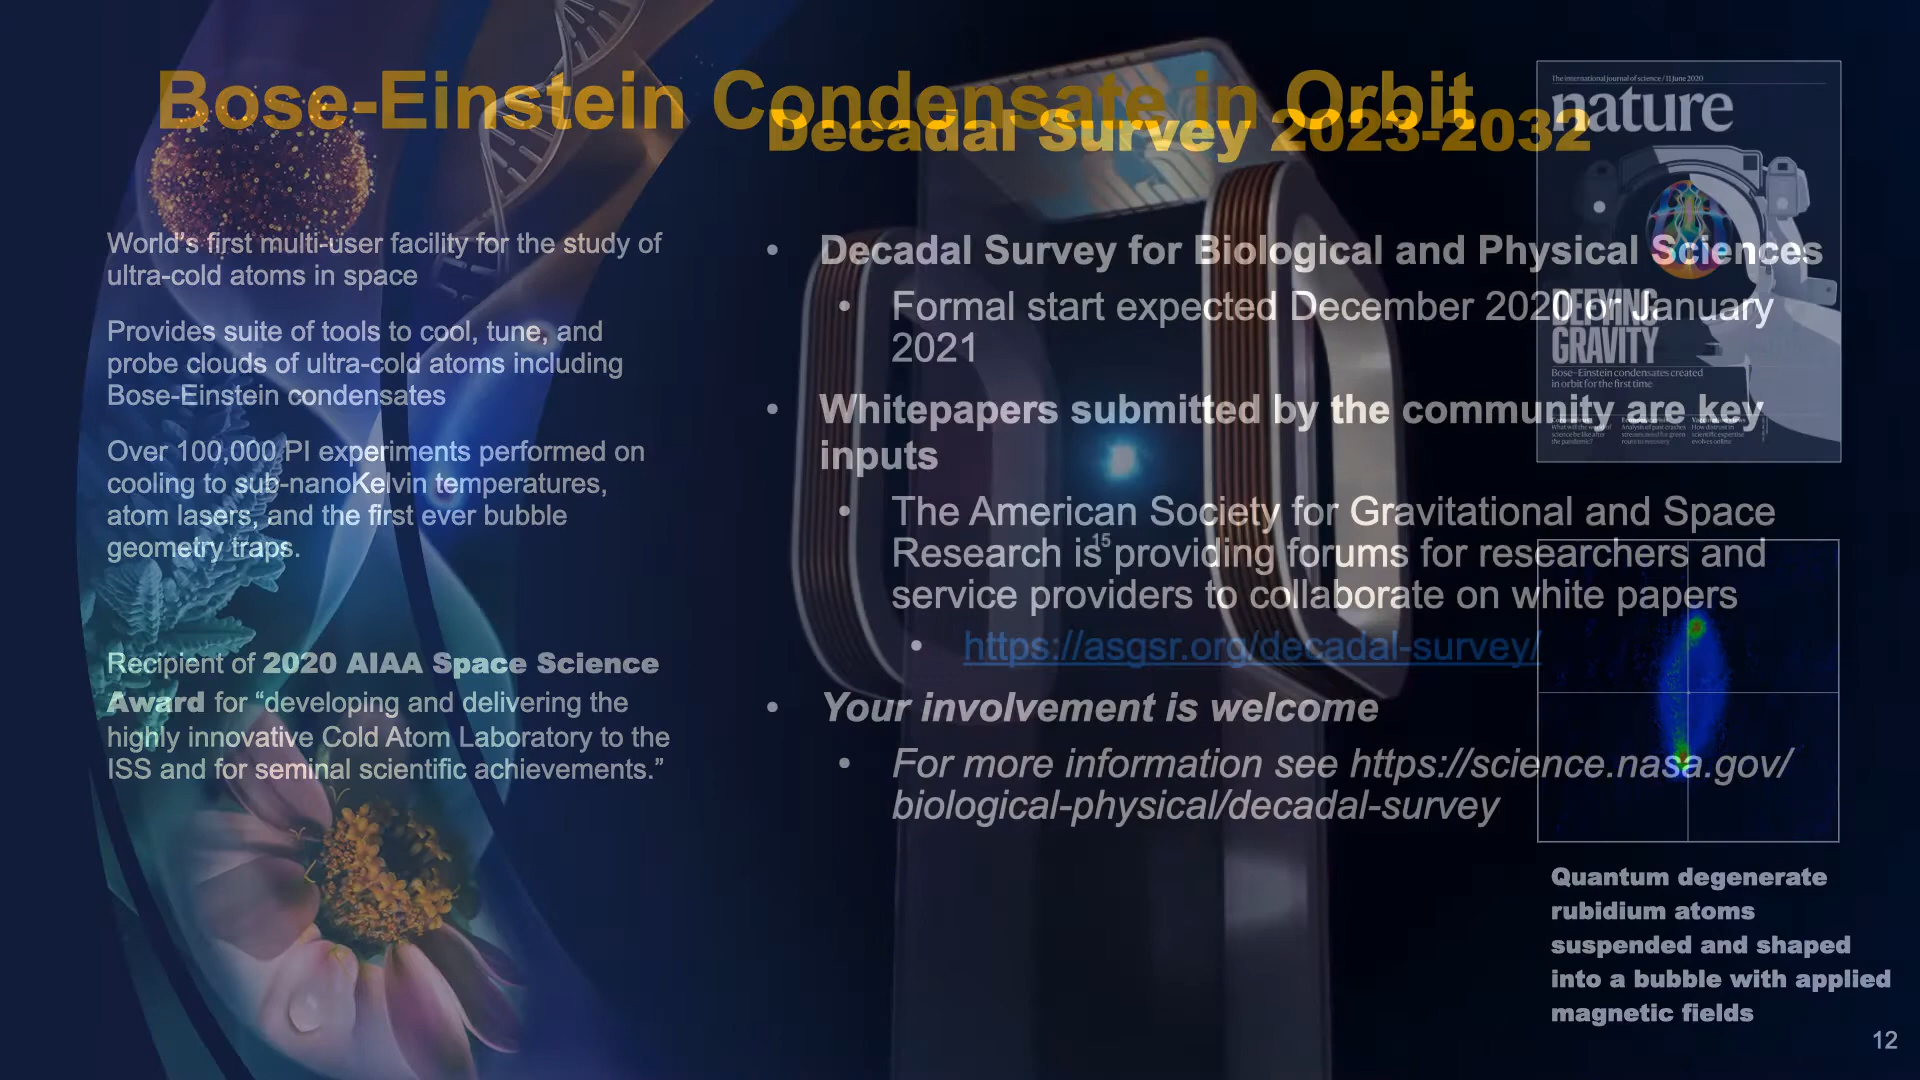 Bose-Einstein Condensate in Orbit
World's first multi-user facility for the study of
ultra-cold atoms in space
Provides suite of tools to cool, tune, and
probe clouds of ultra-cold atoms including
Bose-Einstein condensates
Over 100,000 PI experiments performed on
cooling to sub-nanoKelvin temperatures,
atom lasers, and the first ever bubble
geometry traps.
Recipient of 2020 AIAA Space Science
Award for “developing and delivering the
highly innovative Cold Atom Laboratory to the
ISS and for seminal scientific achievements.”
Decadal Survey 2023-2032
• Decadal Survey for Biological and Physical Sciences
• Formal start expected December 2020 or January
2021
• Whitepapers submitted by the community are key
inputs
• The American Society for Gravitational and Space
Research is providing forums for researchers and
service providers to collaborate on white papers
• https://asgsr.org/decadal-survey/
• Your involvement is welcome
• For more information see https://science.nasa.gov/
biological-physical/decadal-survey
15
The international journal of science / 11 June 2020
nature
DEFYING
GRAVITY
Bose–Einstein condensates created
in orbit for the first time
Quantum degenerate
rubidium atoms
suspended and shaped
into a bubble with applied
magnetic fields
12